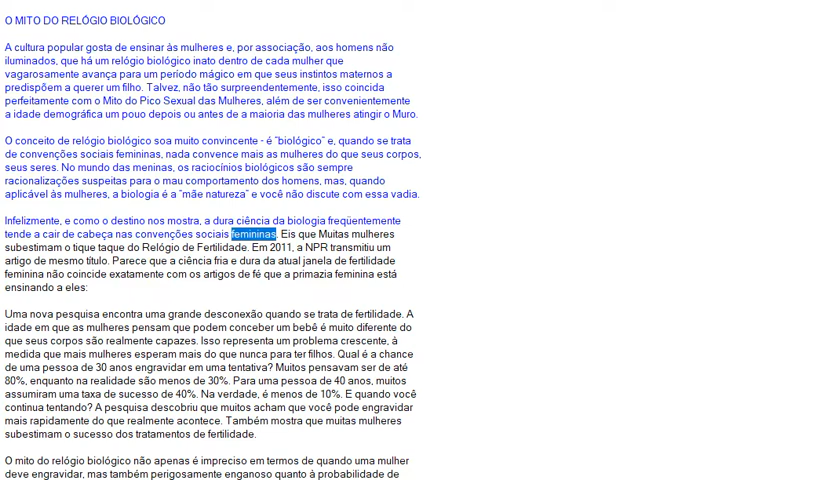 O MITO DO RELÓGIO BIOLÓGICO
A cultura popular gosta de ensinar às mulheres e, por associação, aos homens não
iluminados, que há um relógio biológico inato dentro de cada mulher que
vagarosamente avança para um período mágico em que seus instintos maternos a
predispõem a querer um filho. Talvez, não tão surpreendentemente, isso coincida
perfeitamente com o Mito do Pico Sexual das Mulheres, além de ser convenientemente
a idade demográfica um pouo depois ou antes de a maioria das mulheres atingir o Muro.
O conceito de relógio biológico soa muito convincente - é "biológico" e, quando se trata
de convenções sociais femininas, nada convence mais as mulheres do que seus corpos,
seus seres. No mundo das meninas, os raciocínios biológicos são sempre
racionalizações suspeitas para o mau comportamento dos homens, mas, quando
aplicável às mulheres, a biologia é a "mãe natureza" e você não discute com essa vadia.
Infelizmente, e como o destino nos mostra, a dura ciência da biologia freqüentemente
tende a cair de cabeça nas convenções sociais femininas. Eis que Muitas mulheres
subestimam o tique taque do Relógio de Fertilidade. Em 2011, a NPR transmitiu um
artigo de mesmo título. Parece que a ciência fria e dura da atual janela de fertilidade
feminina não coincide exatamente com os artigos de fé que a primazia feminina está
ensinando a eles:
Uma nova pesquisa encontra uma grande desconexão quando se trata de fertilidade. A
idade em que as mulheres pensam que podem conceber um bebê é muito diferente do
que seus corpos são realmente capazes. Isso representa um problema crescente, à
medida que mais mulheres esperam mais do que nunca para ter filhos. Qual é a chance
de uma pessoa de 30 anos engravidar em uma tentativa? Muitos pensavam ser de até
80%, enquanto na realidade são menos de 30%. Para uma pessoa de 40 anos, muitos
assumiram uma taxa de sucesso de 40%. Na verdade, é menos de 10%. E quando você
continua tentando? A pesquisa descobriu que muitos acham que você pode engravidar
mais rapidamente do que realmente acontece. Também mostra que muitas mulheres
subestimam o sucesso dos tratamentos de fertilidade.
O mito do relógio biológico não apenas é impreciso em termos de quando uma mulher
deve engravidar, mas também perigosamente enganoso quanto à probabilidade de